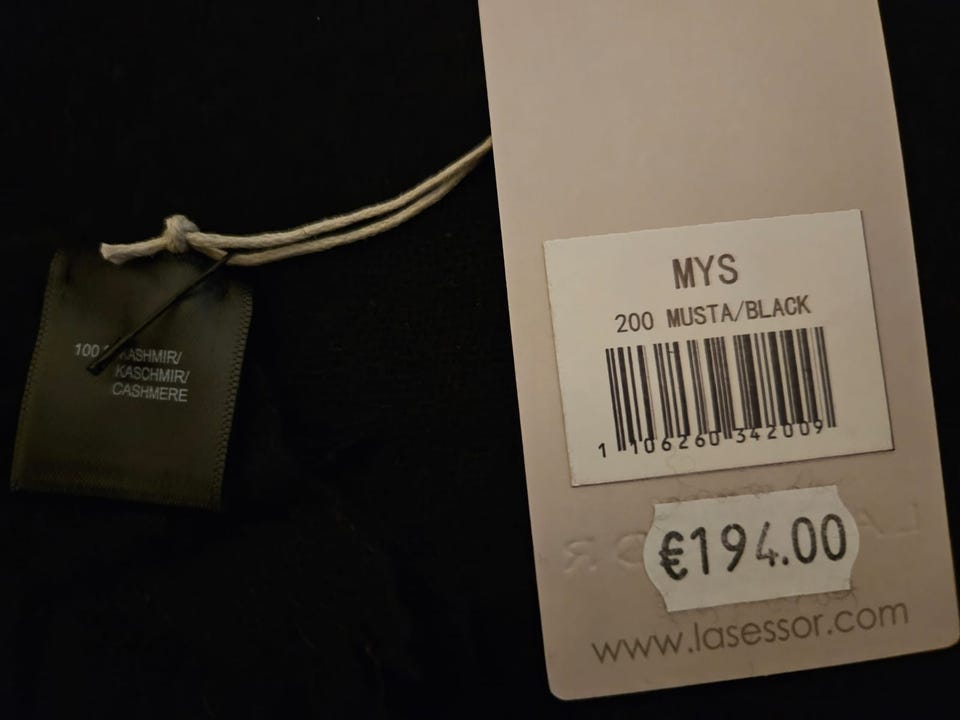 100% KASHMIR/
KASCHMIR/
CASHMERE
MYS
200 MUSTA/BLACK
1 106260 342009
€194.00
www.lasessor.com